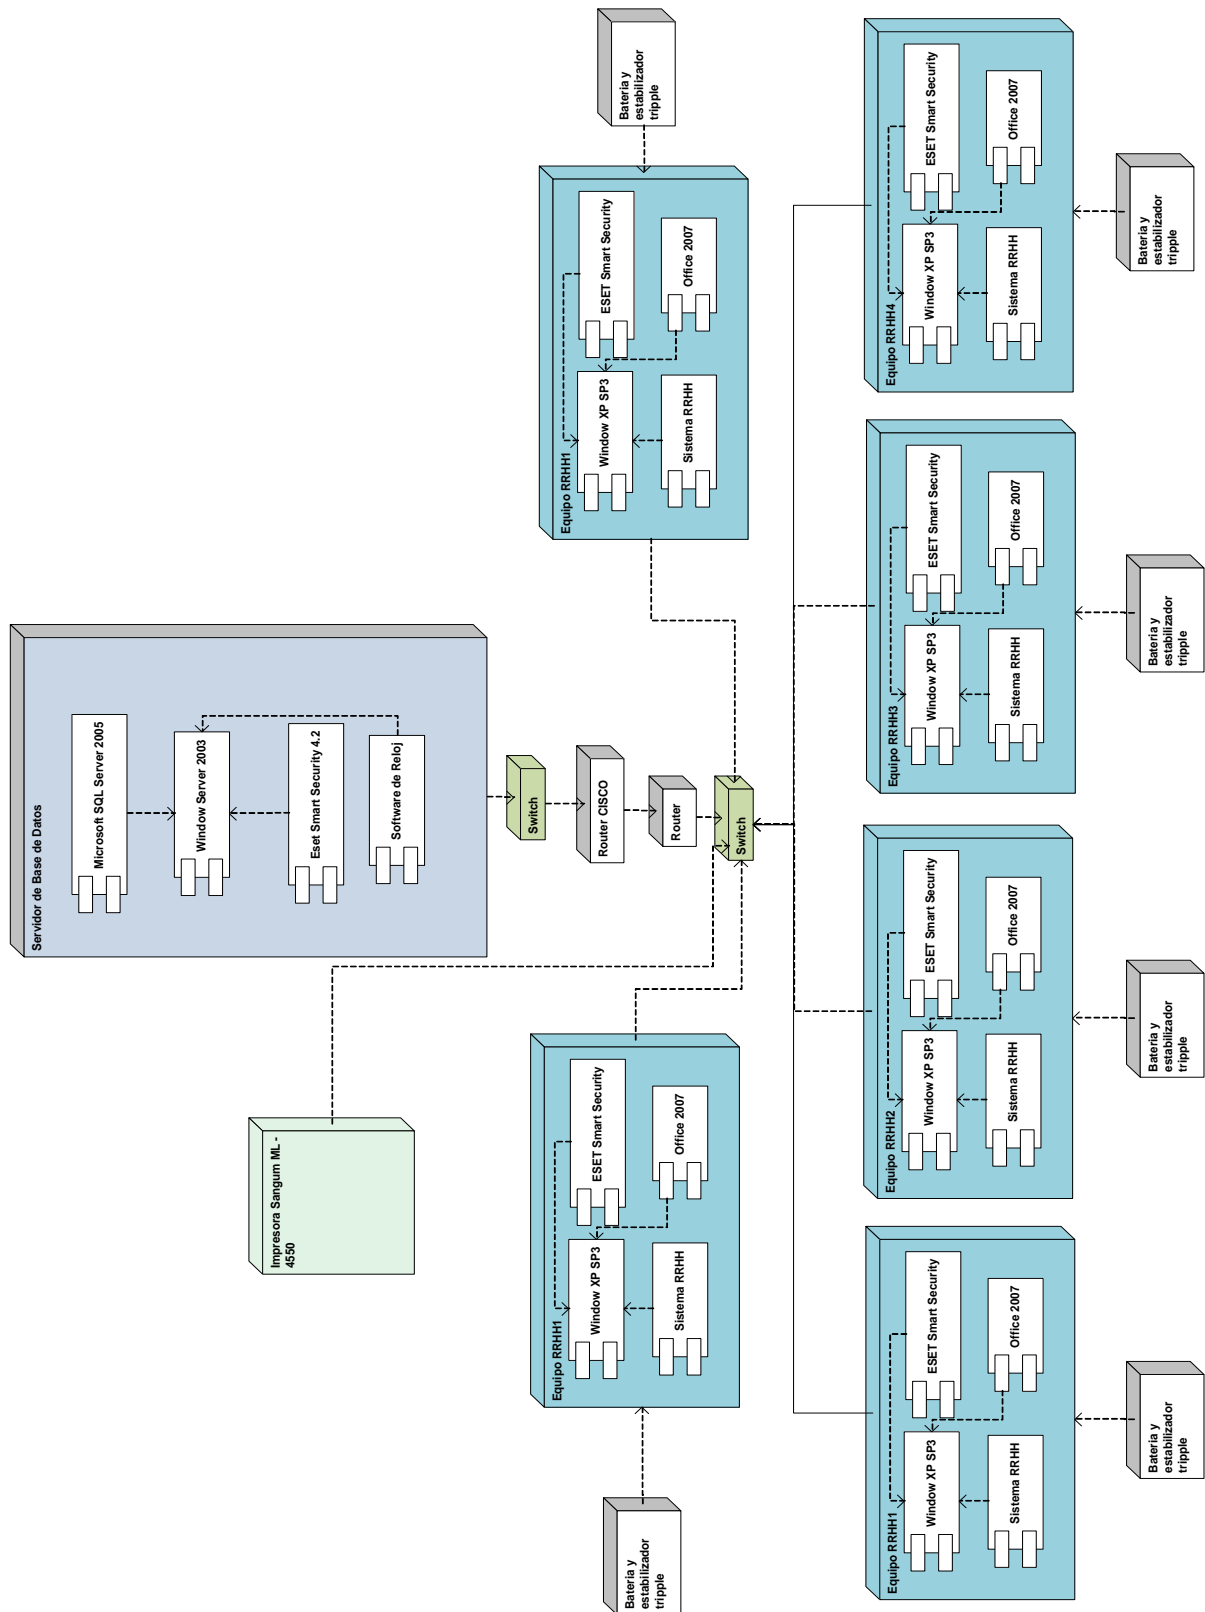 Servidor de Base de Datos
Microsoft SQL Server 2005
Window Server 2003
Eset Smart Security 4.2
Software de Reloj
Impresora Sangum ML -
4550
Switch
Router CISCO
Router
Switch
Bateria y
estabilizador
tripple
Equipo RRHH1
ESET Smart Security
Window XP SP3
Office 2007
Sistema RRHH
Equipo RRHH1
ESET Smart Security
Window XP SP3
Office 2007
Sistema RRHH
Bateria y
estabilizador
tripple
Equipo RRHH1
ESET Smart Security
Window XP SP3
Office 2007
Sistema RRHH
Bateria y
estabilizador
tripple
Equipo RRHH2
ESET Smart Security
Window XP SP3
Office 2007
Sistema RRHH
Bateria y
estabilizador
tripple
Equipo RRHH3
ESET Smart Security
Window XP SP3
Office 2007
Sistema RRHH
Bateria y
estabilizador
tripple
Equipo RRHH4
ESET Smart Security
Window XP SP3
Office 2007
Sistema RRHH
Bateria y
estabilizador
tripple